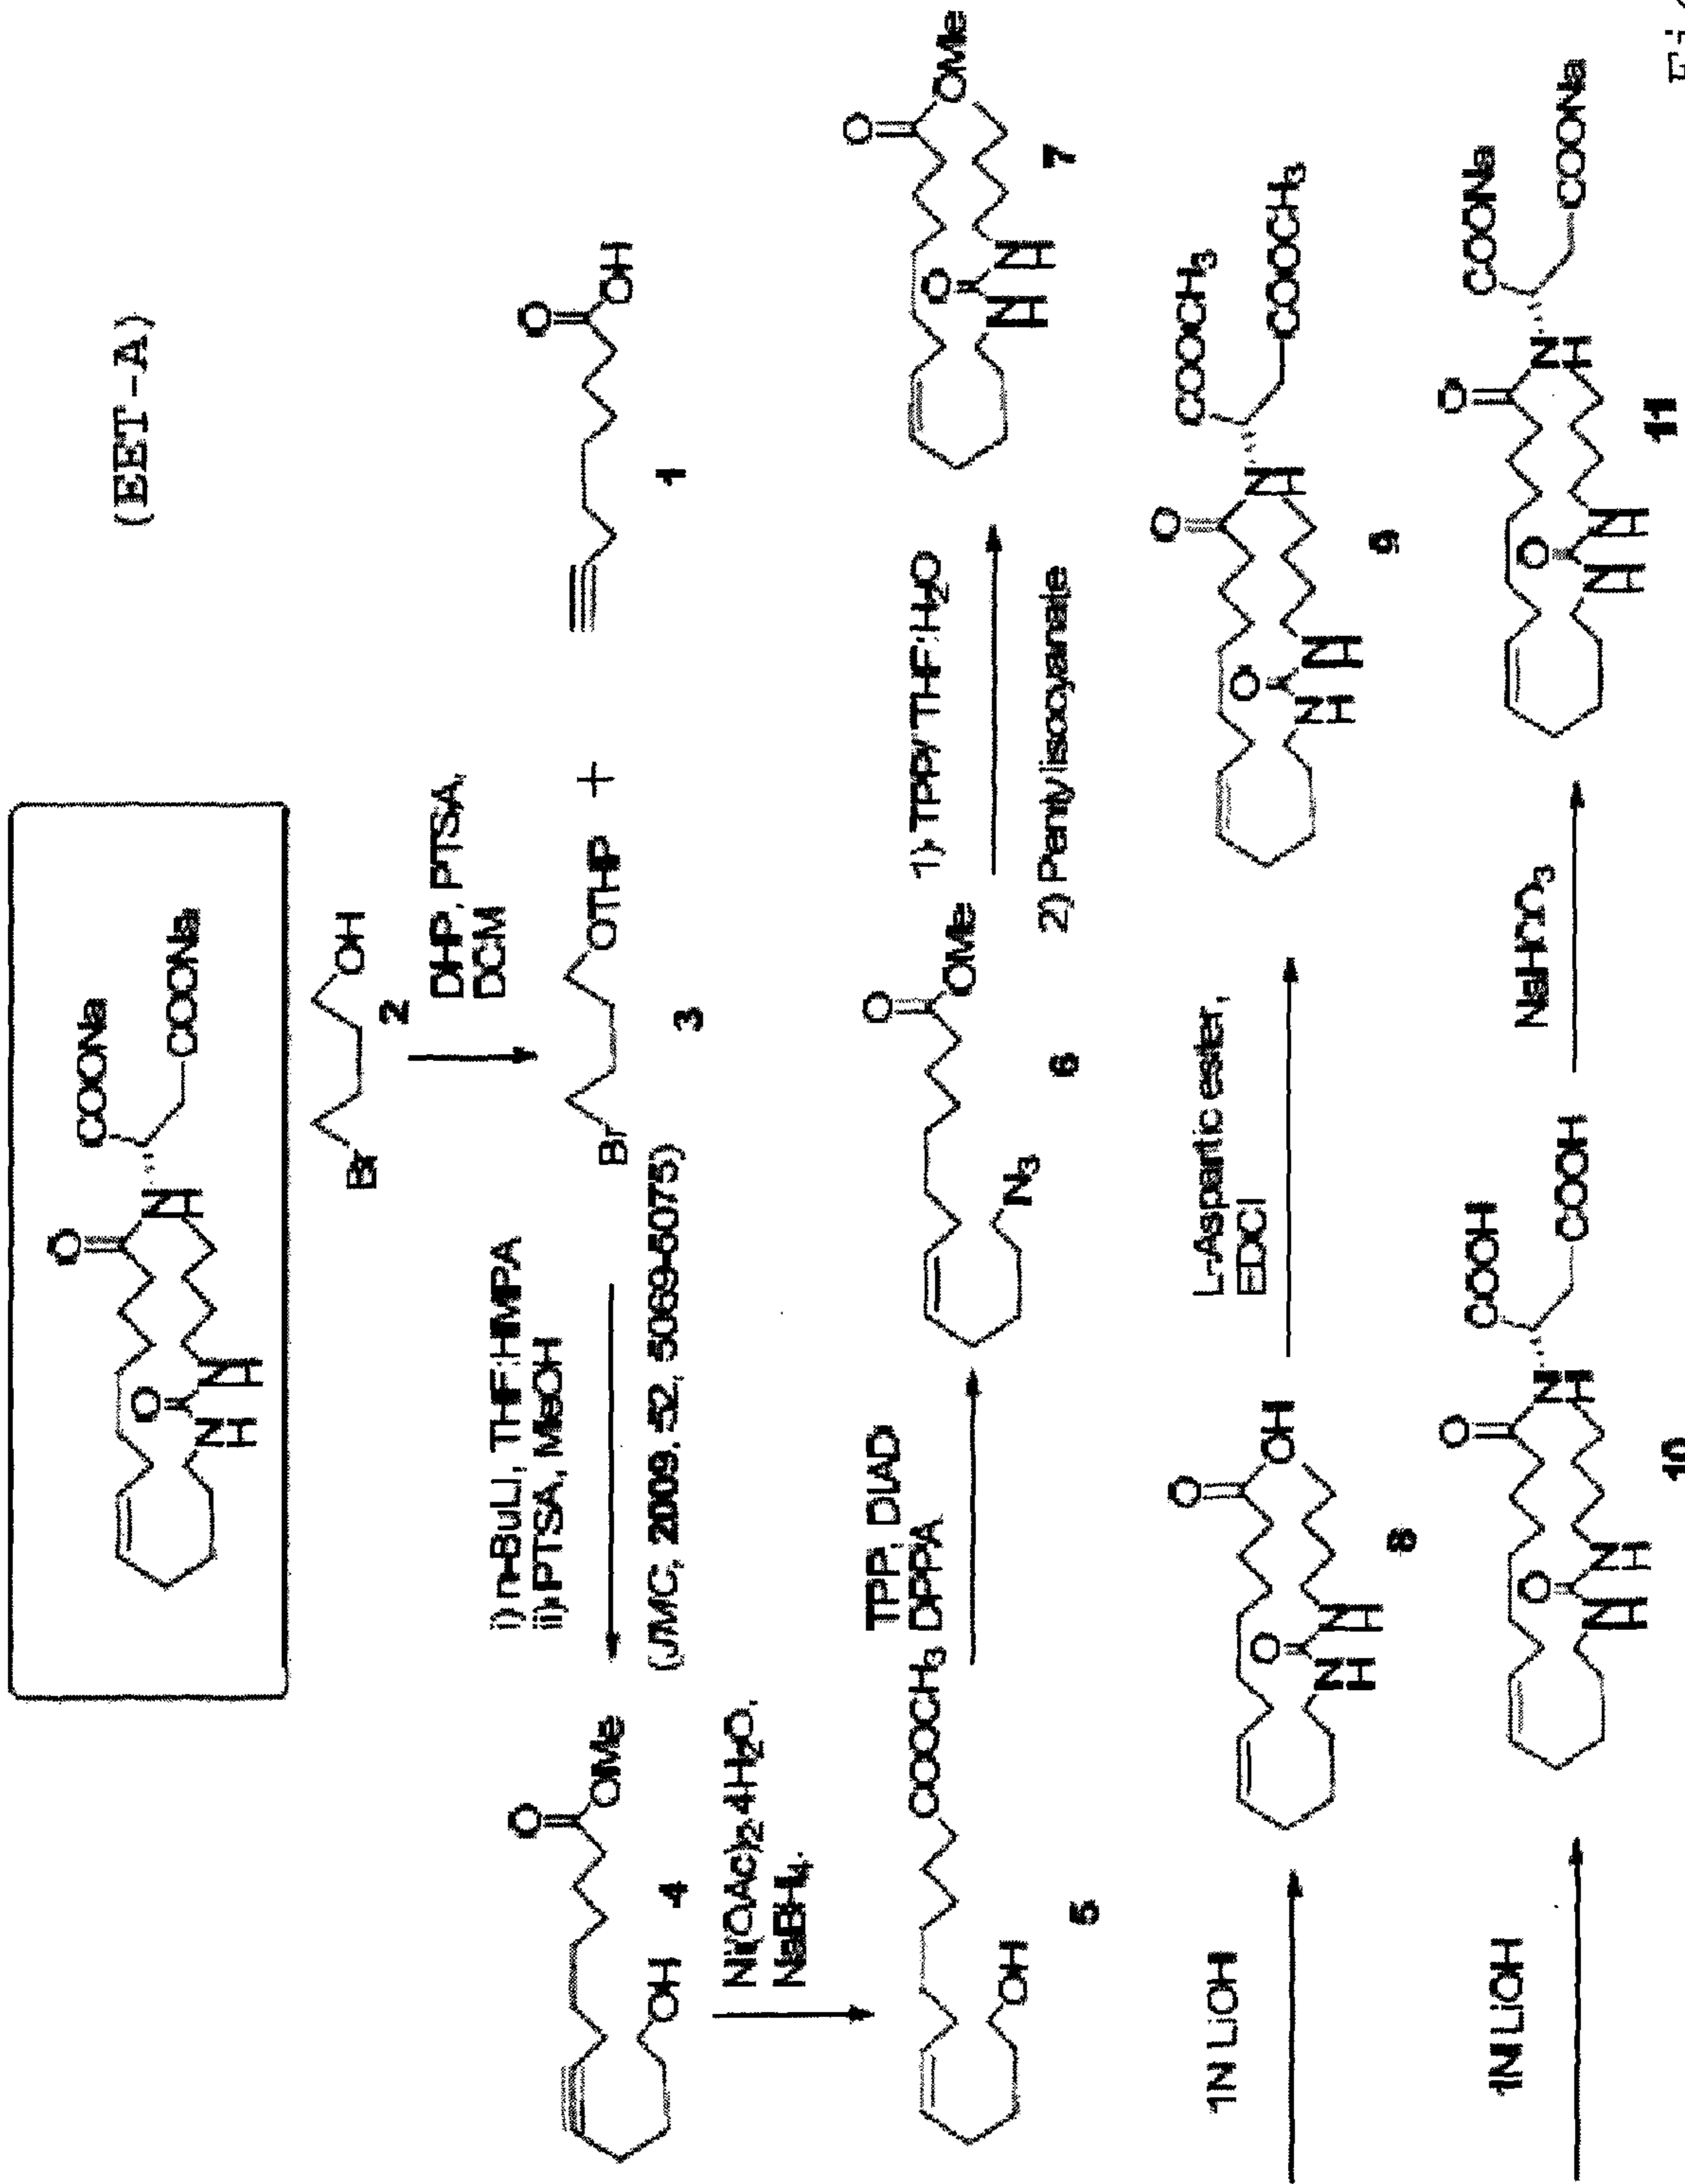 (EET-A)
O
N
H
COONa
COONa
O
N
H
N
H
Br
OH
2
DHP, PTSA,
DCM
i) n-BuLi, THF:HMPA
ii) PTSA, MeOH
(JMC, 2009, 52, 5069-5075)
Br
OTHP
+
3
O
OH
1
O
OMe
OH
4
Ni(OAc)2.4H2O,
NaBH4.
COOCH3
OH
5
TPP, DIAD
DPPA
O
OMe
N3
6
1) TPP/ THF:H2O
2) Pentylisocyanate
O
OMe
O
N
H
N
H
7
1N LiOH
O
OH
O
N
H
N
H
8
L-Aspartic ester,
EDCI
O
N
H
COOCH3
COOCH3
O
N
H
N
H
9
1N LiOH
O
N
H
COOH
COOH
O
N
H
N
H
10
NaHCO3
O
N
H
COONa
COONa
O
N
H
N
H
11